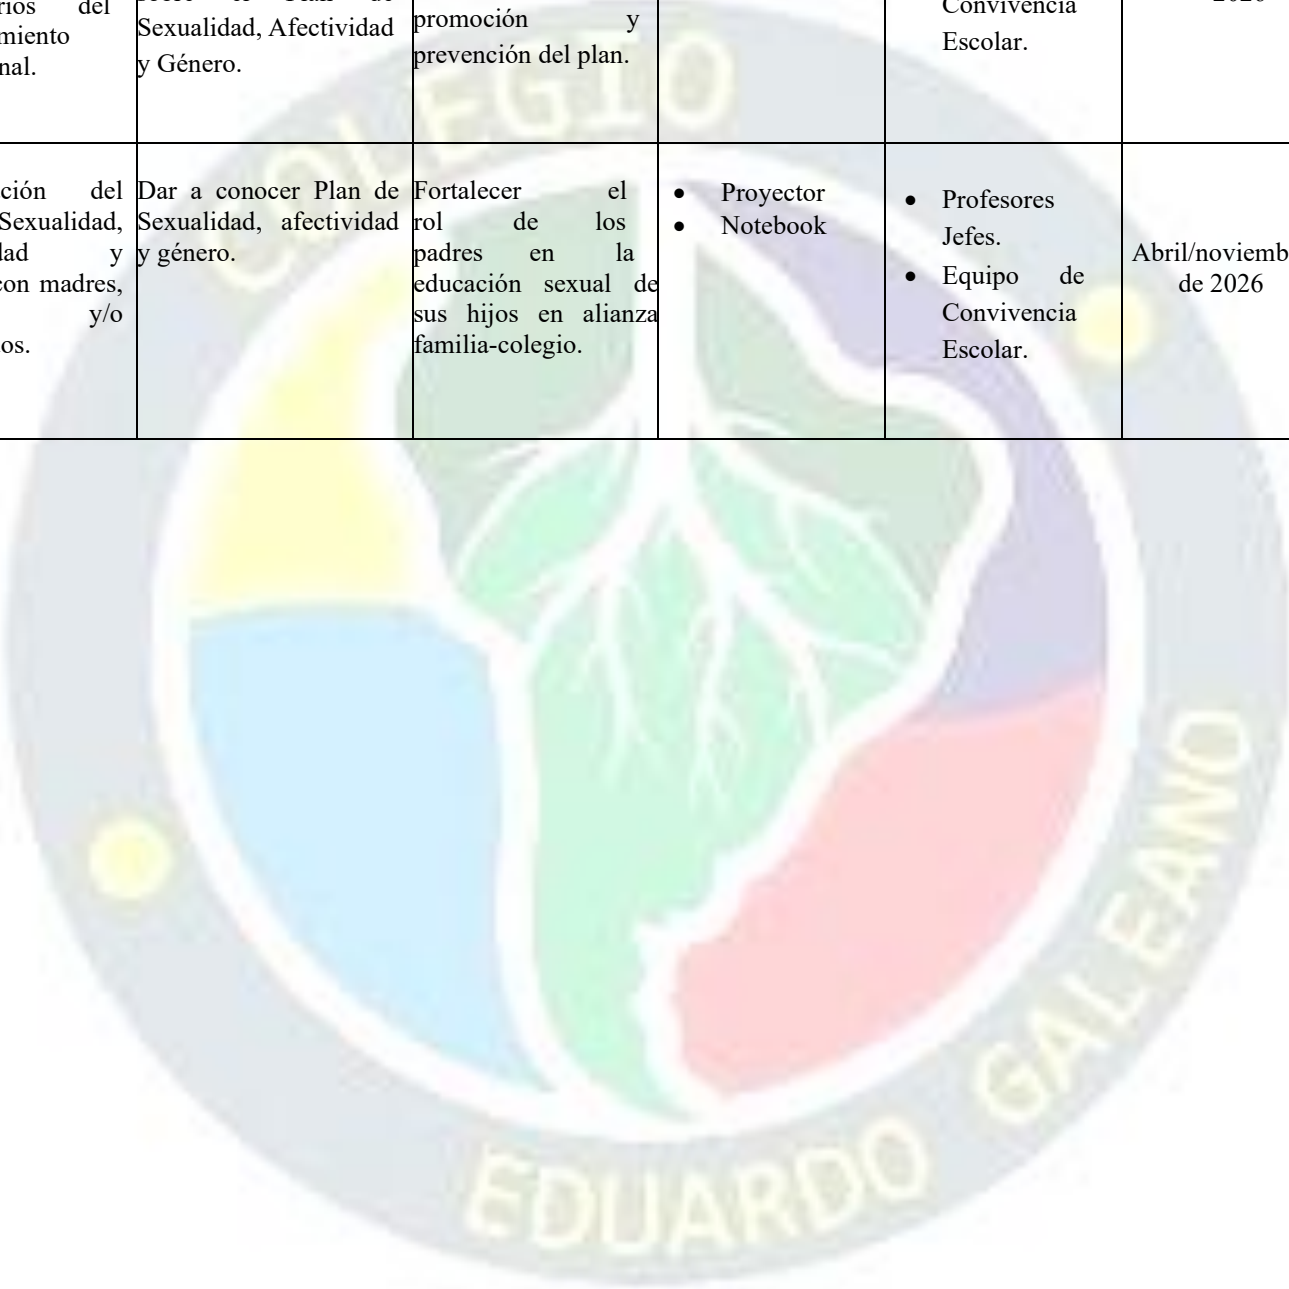 rios del
miento
nal.
Sexualidad, Afectividad
y Género.
promoción y
prevención del plan.
Convivencia
Escolar.
2026
ción del
Sexualidad,
dad y
con madres,
y/o
os.
Dar a conocer Plan de
Sexualidad, afectividad
y género.
Fortalecer el
rol de los
padres en la
educación sexual de
sus hijos en alianza
familia-colegio.
• Proyector
• Notebook
• Profesores
Jefes.
• Equipo de
Convivencia
Escolar.
Abril/noviemb
de 2026
COLEGIO
EDUARDO GALEANO